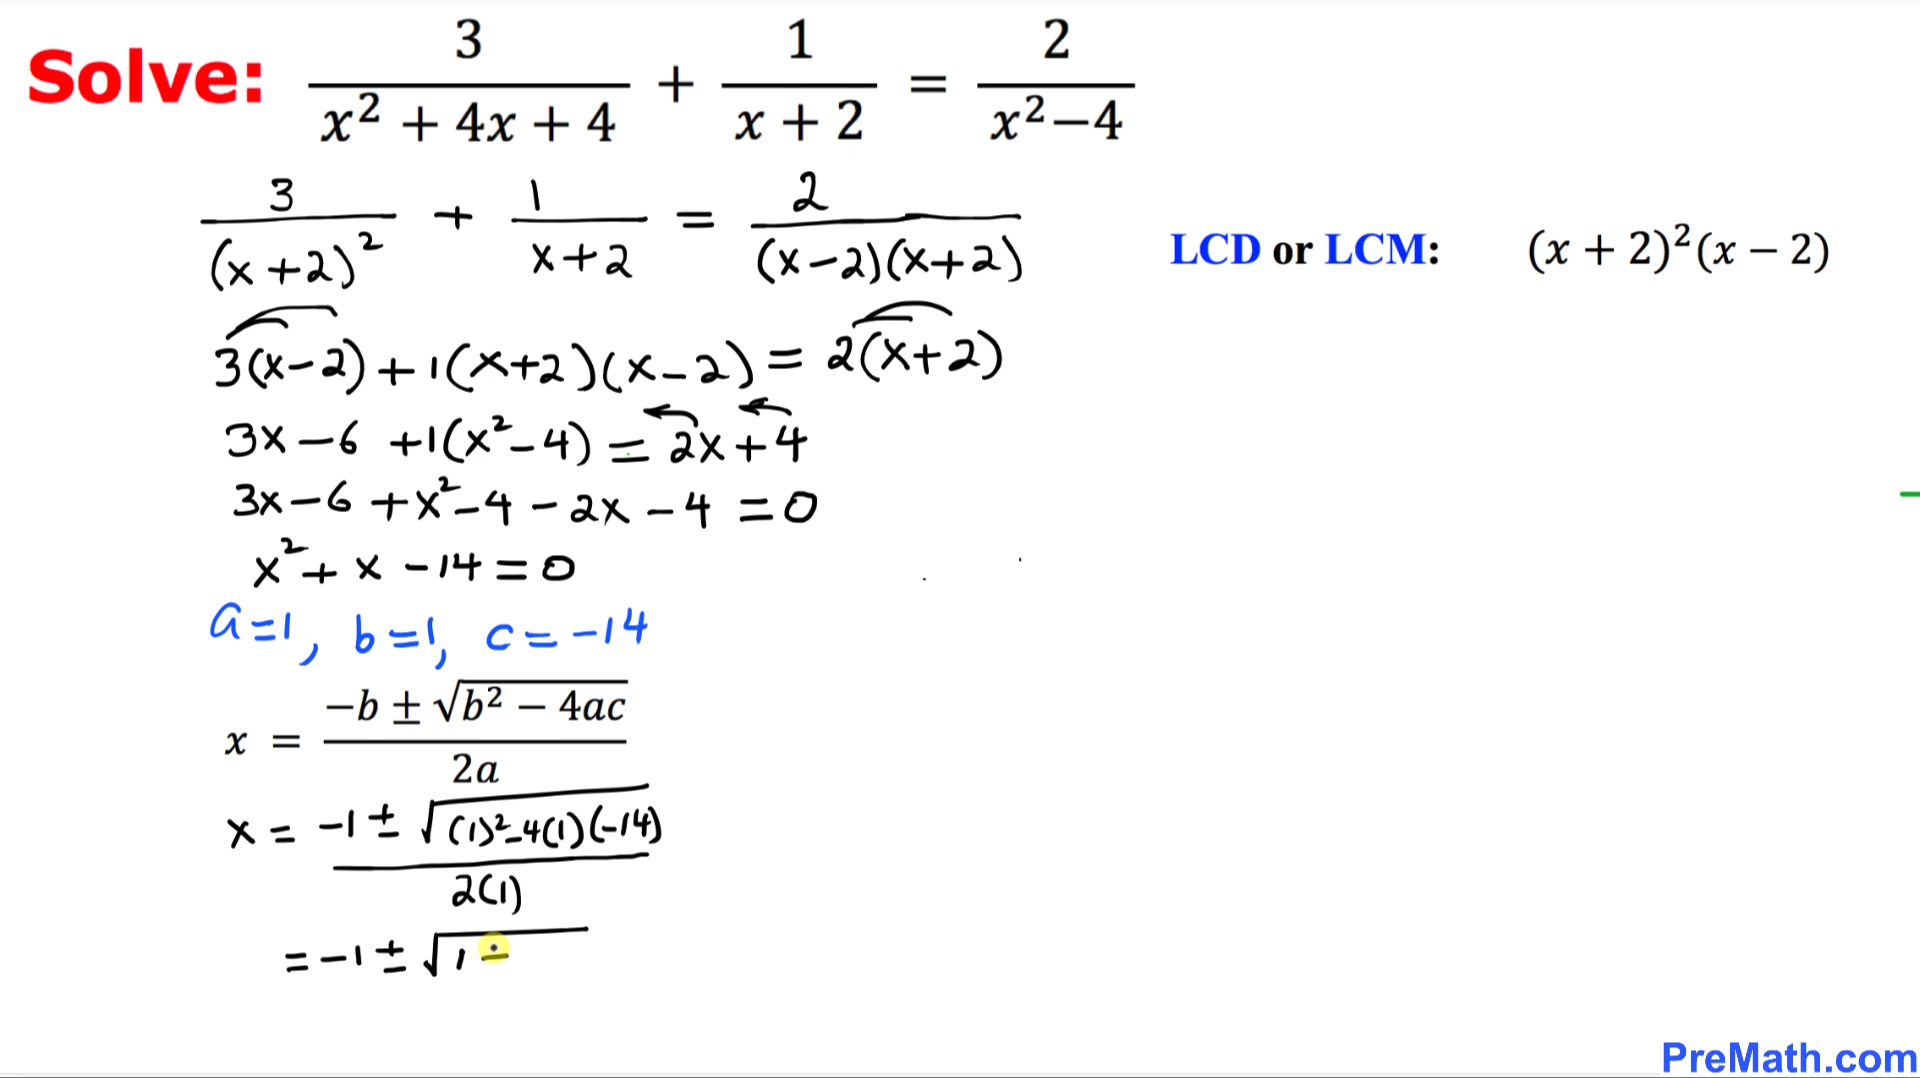 Solve: 3/(x² + 4x + 4) + 1/(x + 2) = 2/(x²−4)
3/(x+2)² + 1/(x+2) = 2/((x−2)(x+2))
LCD or LCM: (x + 2)²(x − 2)
3(x−2)+1(x+2)(x−2)=2(x+2)
3x−6 +1(x²−4) = 2x+4
3x−6 +x²−4 −2x −4 =0
x²+ x −14=0
a=1, b=1, c=−14
x = (−b ± √(b² − 4ac))/(2a)
x = (−1± √((1)²−4(1)(−14)))/(2(1))
= −1 ± √1
PreMath.com